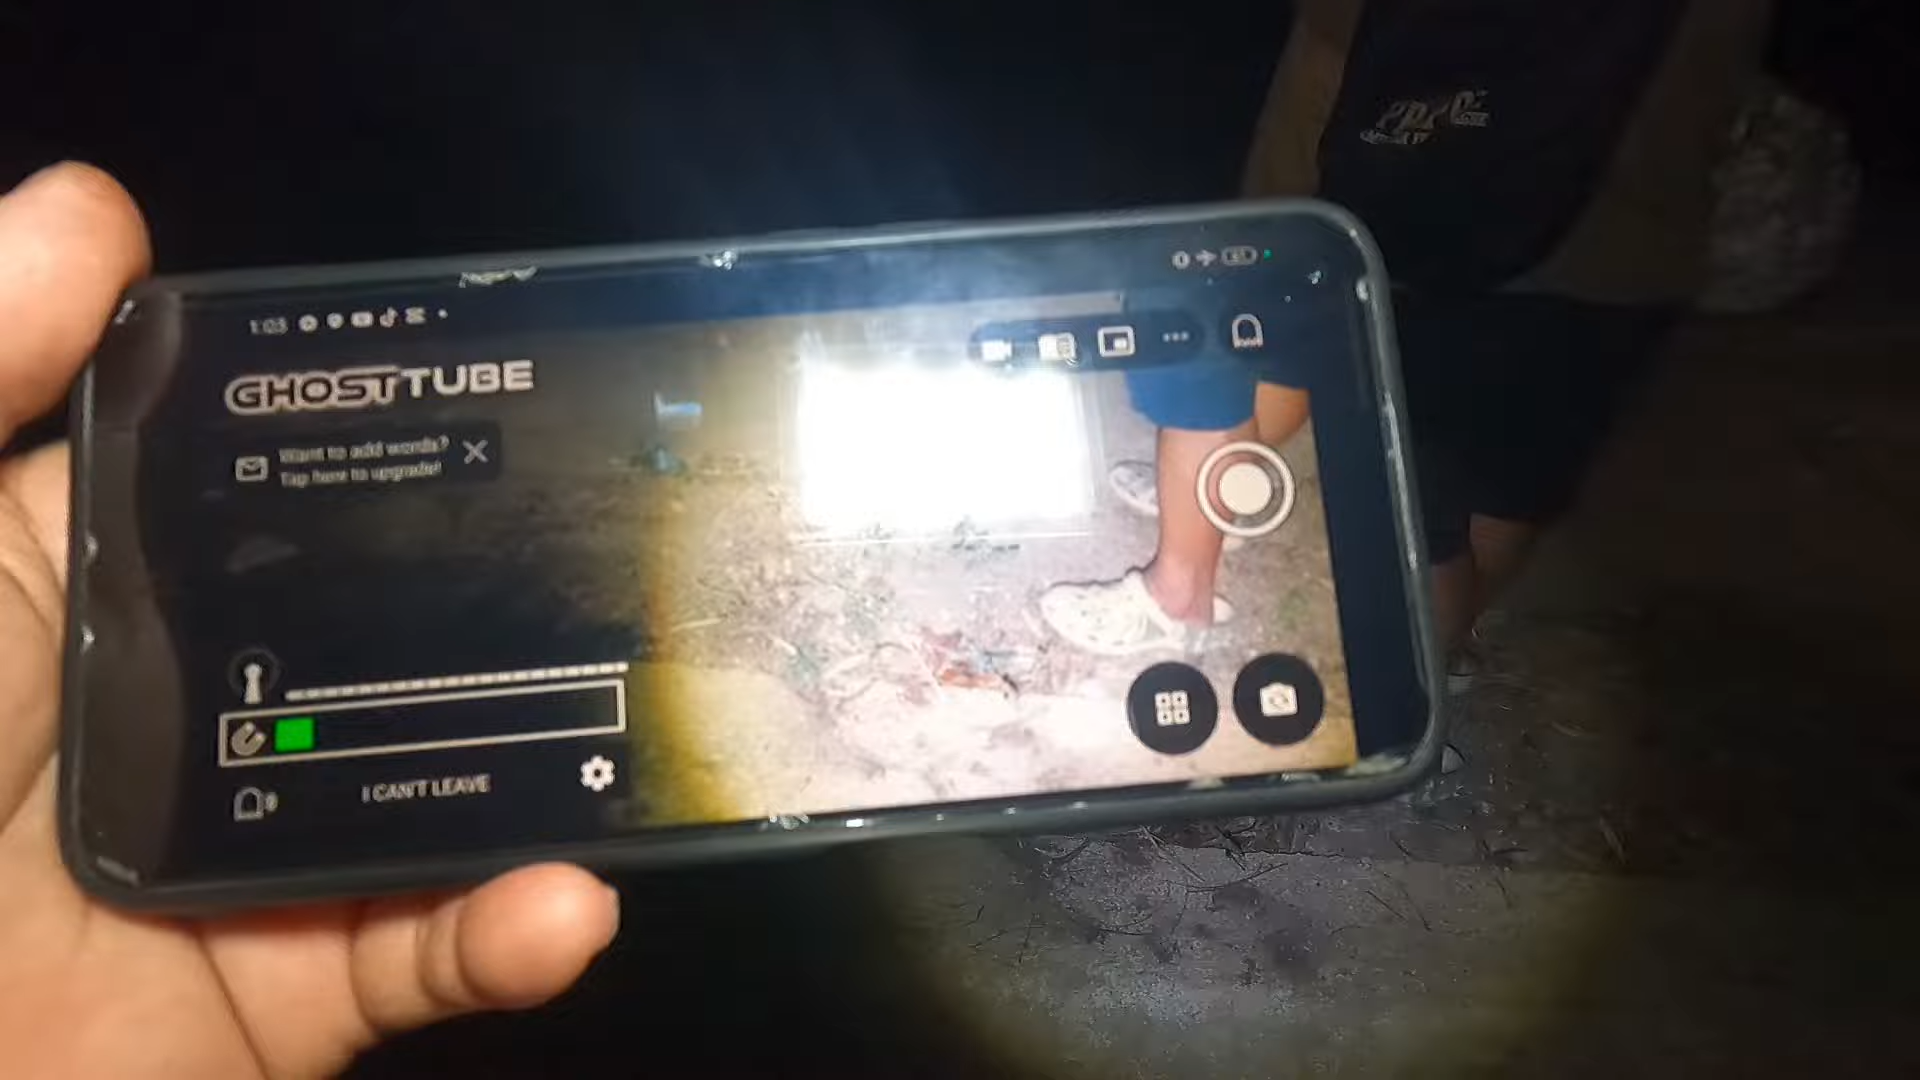 1:03
GHOSTTUBE
Want to add words?
Tap here to upgrade!
I CAN'T LEAVE